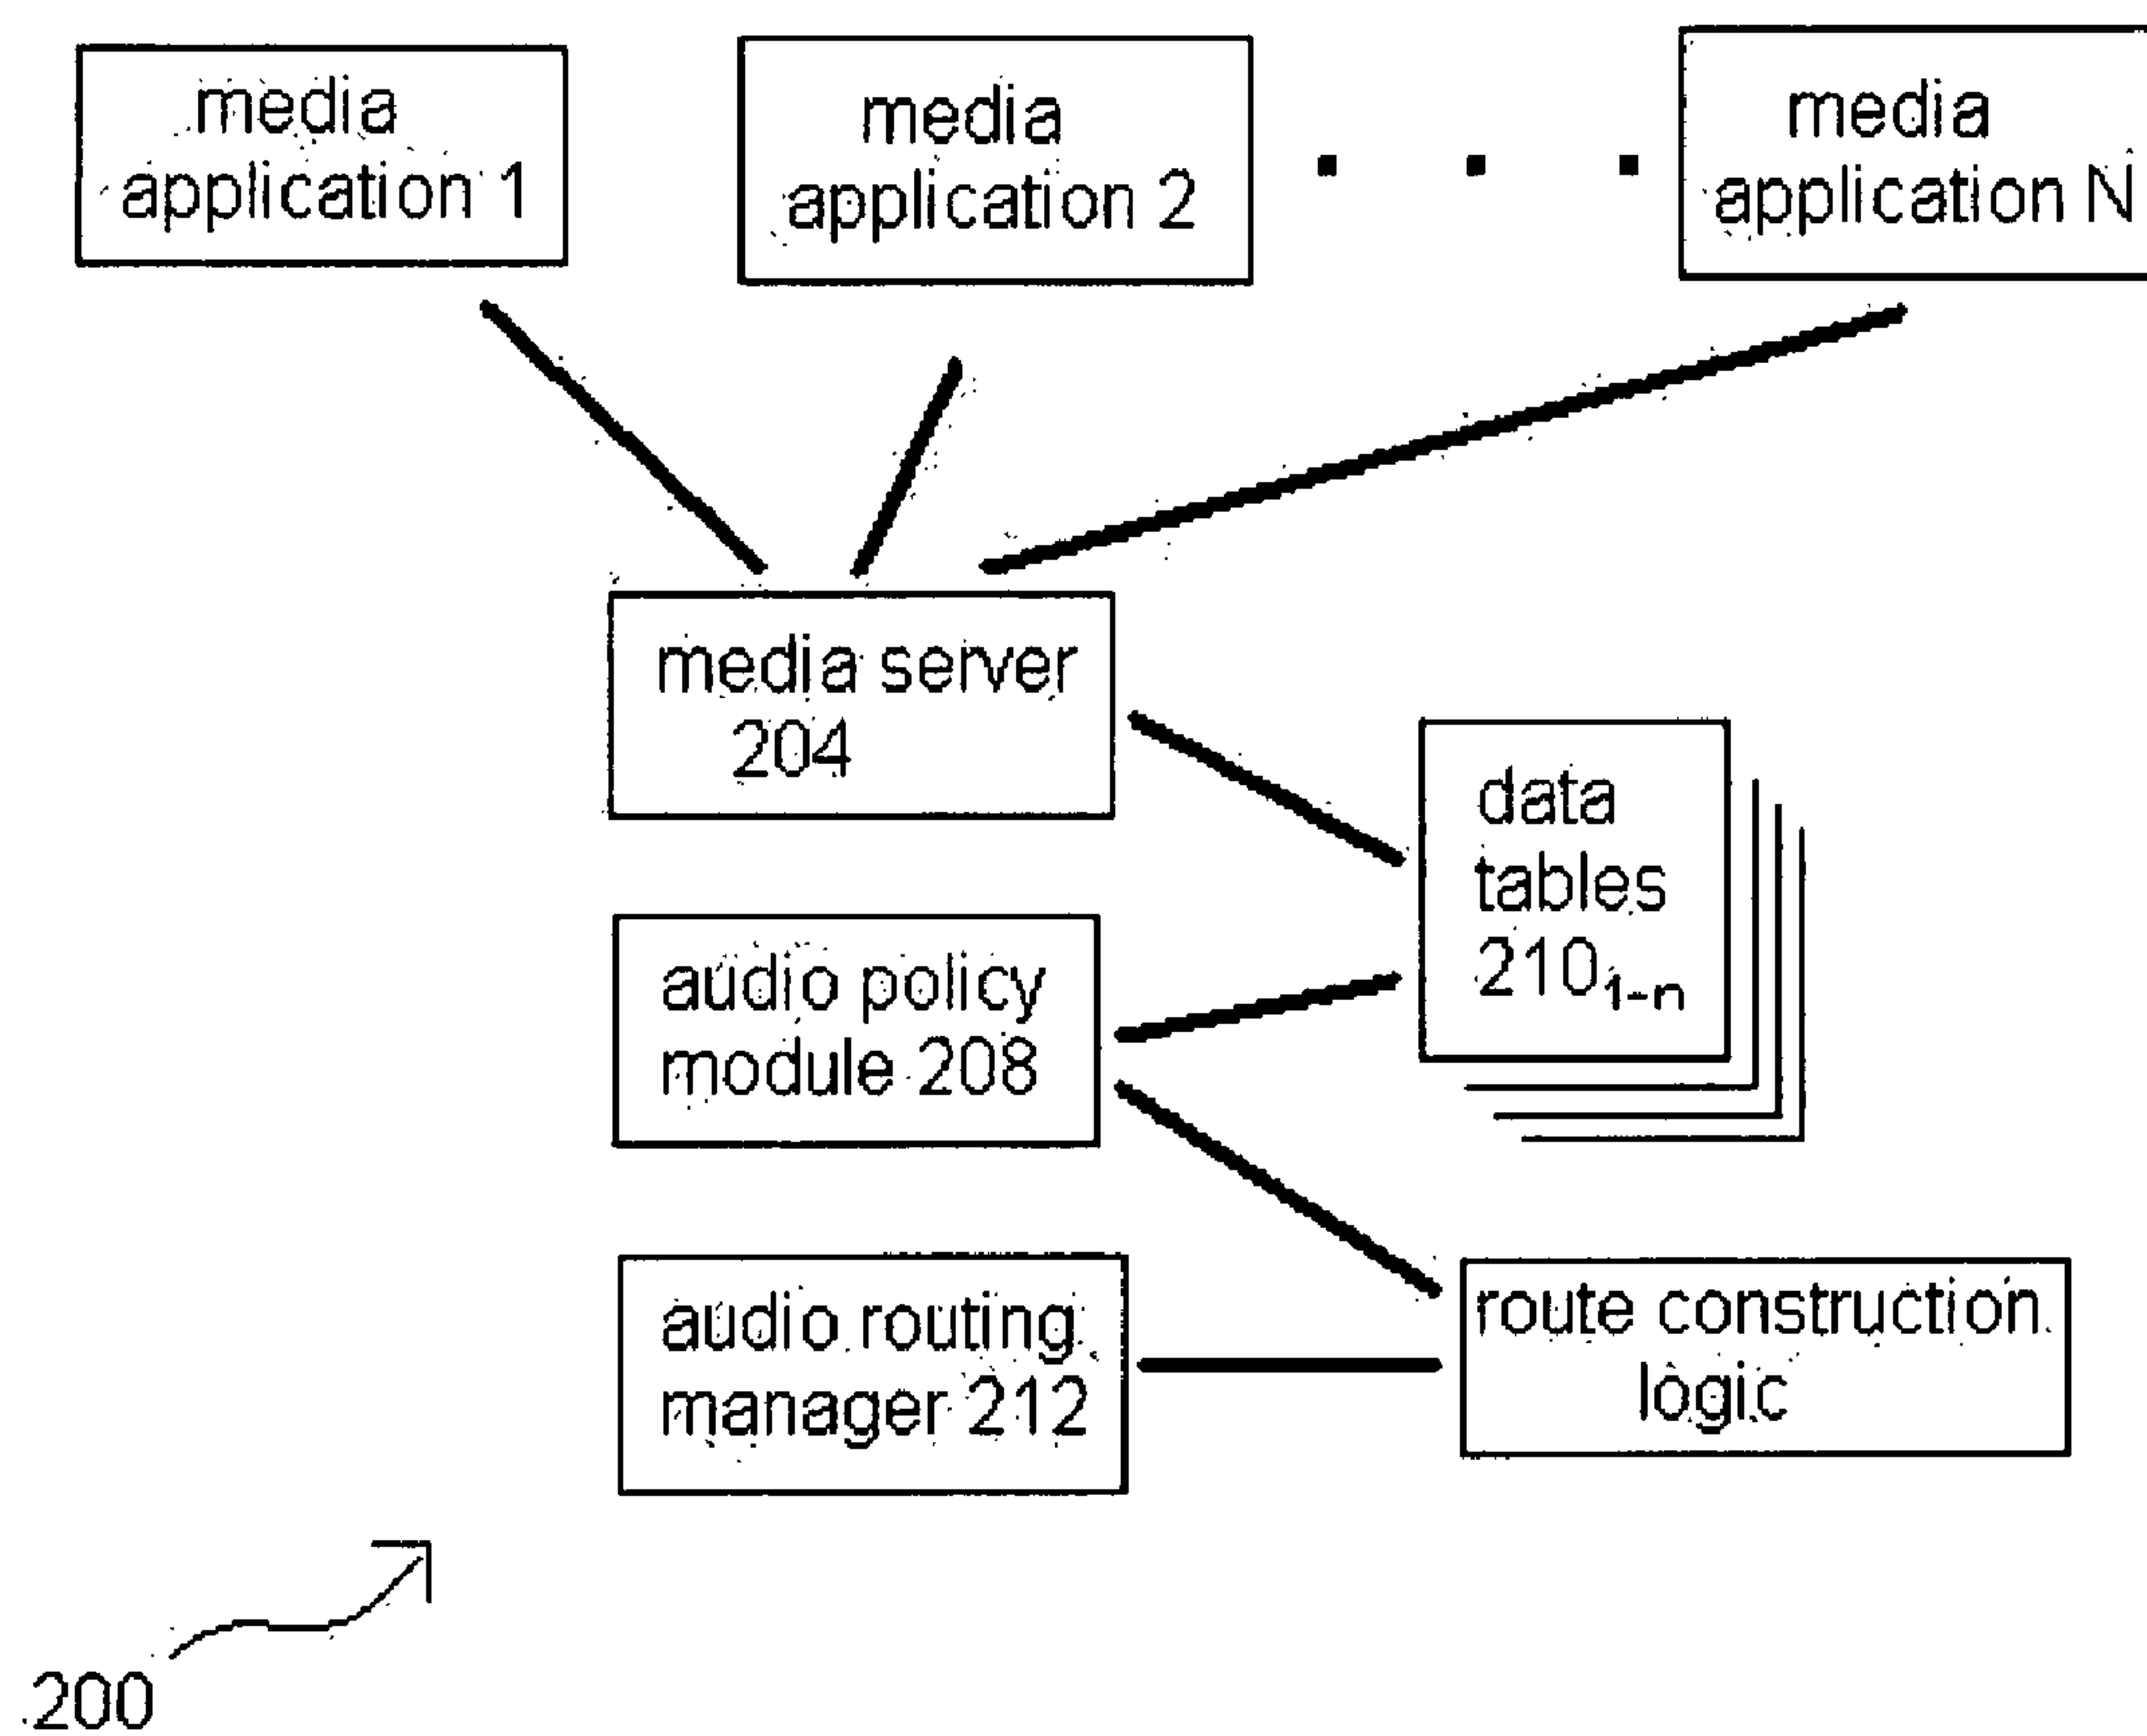 media
application 1
media
application 2
media
application N
media server
204
data
tables
210₁₋ₙ
audio policy
module 208
audio routing
manager 212
route construction
logic
200